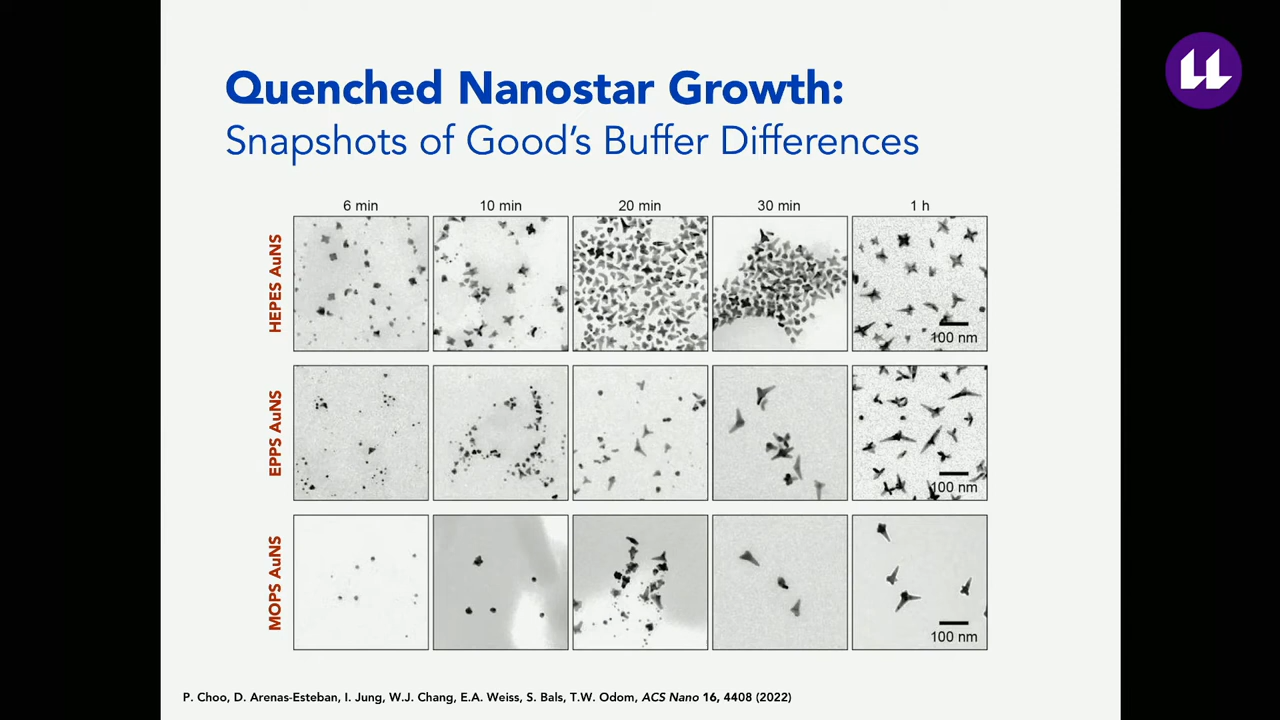 Quenched Nanostar Growth:
Snapshots of Good's Buffer Differences
6 min 10 min 20 min 30 min 1 h
HEPES AuNS
100 nm
EPPS AuNS
100 nm
MOPS AuNS
100 nm
P. Choo, D. Arenas-Esteban, I. Jung, W.J. Chang, E.A. Weiss, S. Bals, T.W. Odom, ACS Nano 16, 4408 (2022)